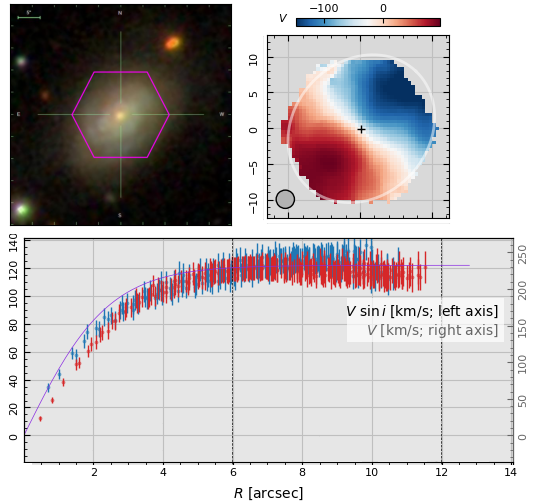 5"
N
E
W
S
V
−100 0
10
5
0
−5
−10
140
120
100
80
60
40
20
0
250
200
150
100
50
0
V sin i [km/s; left axis]
V [km/s; right axis]
2 4 6 8 10 12 14
R [arcsec]